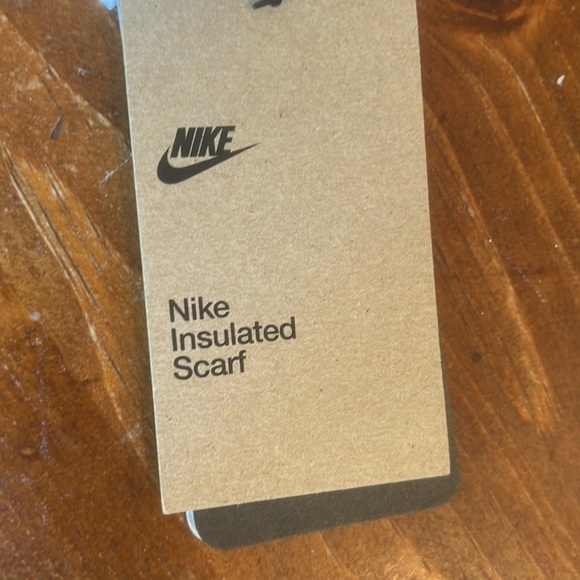 NIKE
Nike
Insulated
Scarf